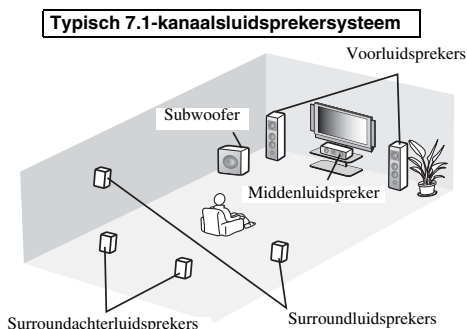 Typisch 7.1-kanaalsluidsprekersysteem
Voorluidsprekers
Subwoofer
Middenluidspreker
Surroundachterluidsprekers
Surroundluidsprekers